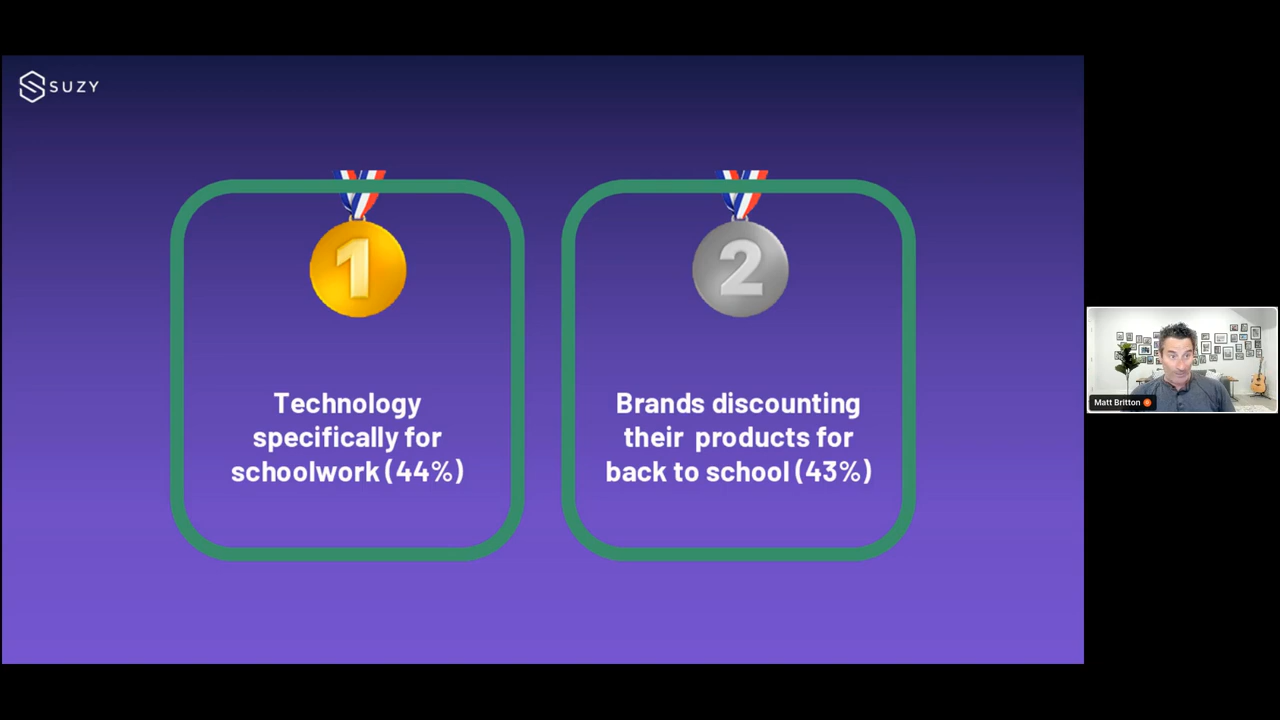 SUZY
1
Technology
specifically for
schoolwork (44%)
2
Brands discounting
their products for
back to school (43%)
Matt Britton